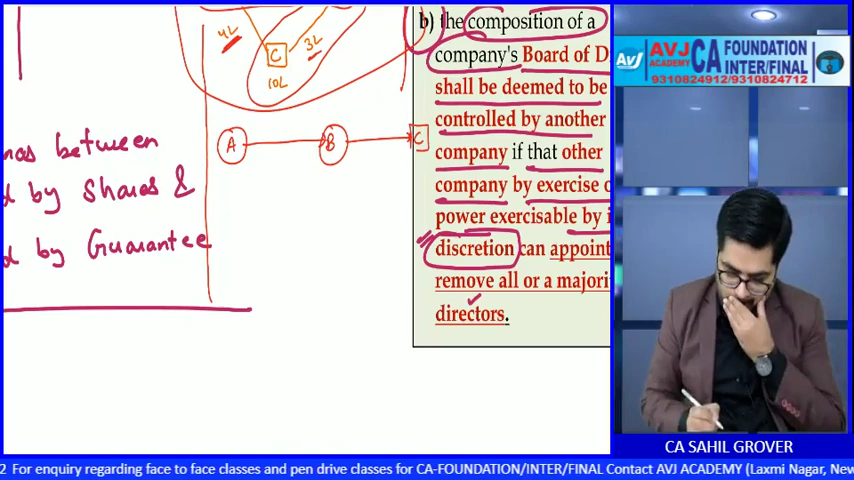 4L
C
3L
10L
A
B
C
between
by Shares &
by Guarantee
b) the composition of a
company's Board of D
shall be deemed to be
controlled by another
company if that other
company by exercise o
power exercisable by i
discretion can appoint
remove all or a majori
directors.
AVJ
AVJ
ACADEMY
CA
FOUNDATION
INTER/FINAL
9310824912/9310824712
CA SAHIL GROVER
2 For enquiry regarding face to face classes and pen drive classes for CA-FOUNDATION/INTER/FINAL Contact AVJ ACADEMY (Laxmi Nagar, New